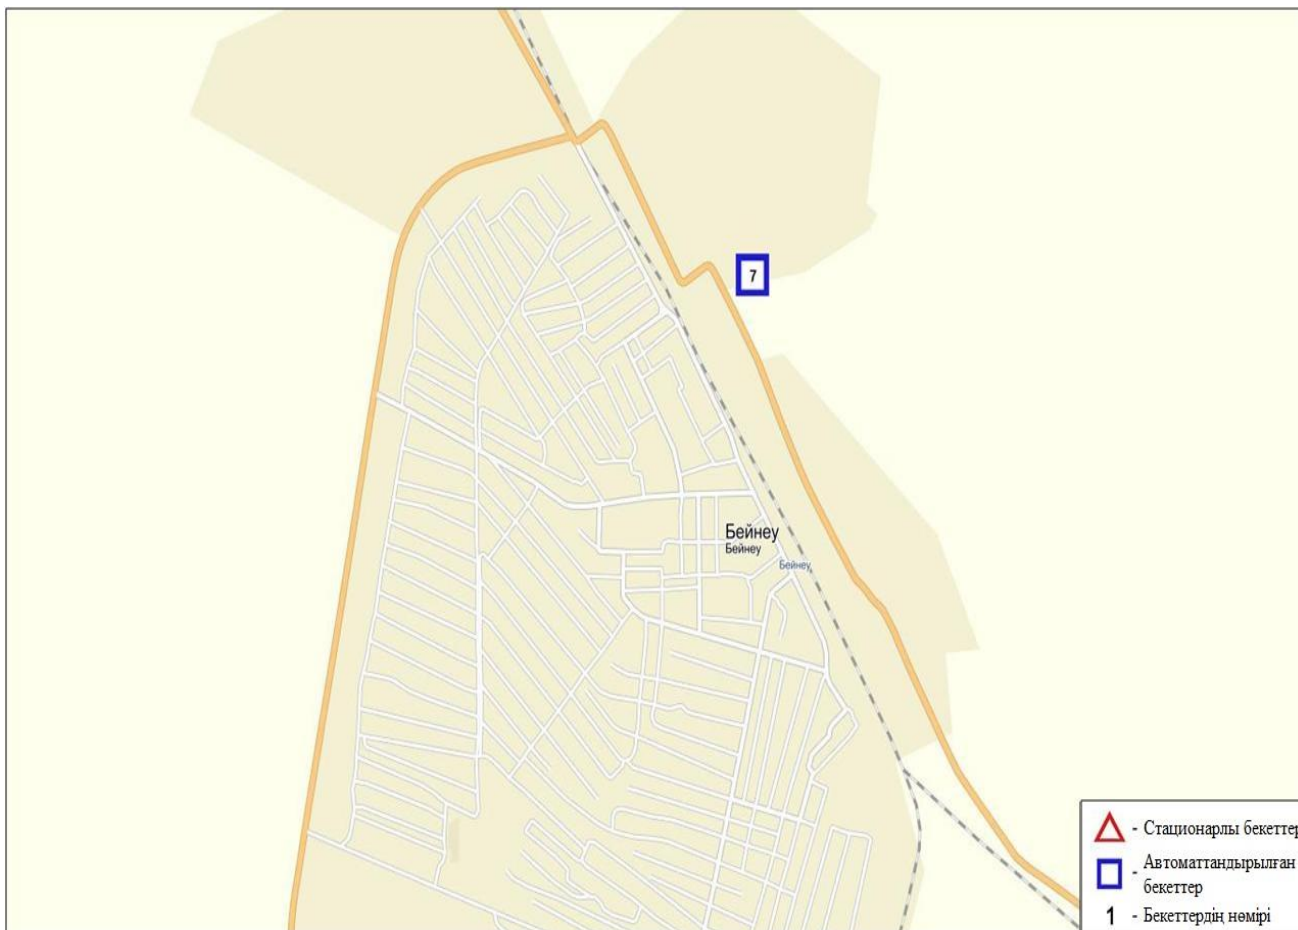 7
Бейнеу
Бейнеу
Бейнеу
- Стационарлы бекеттер
- Автоматтандырылған
бекеттер
1 - Бекеттердің нөмірі